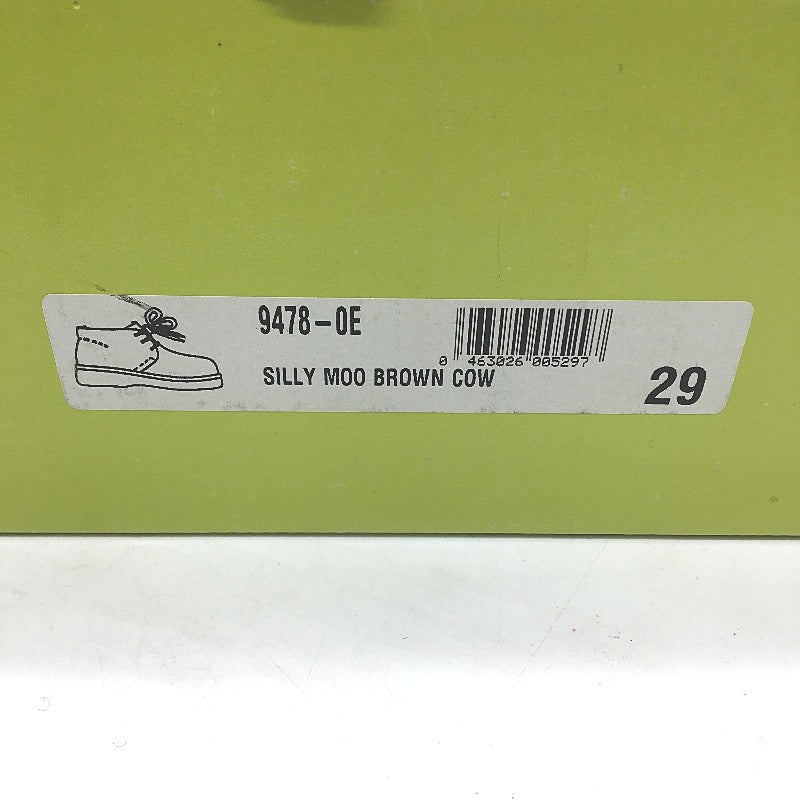 9478-0E
0 463026 005297
SILLY MOO BROWN COW
29